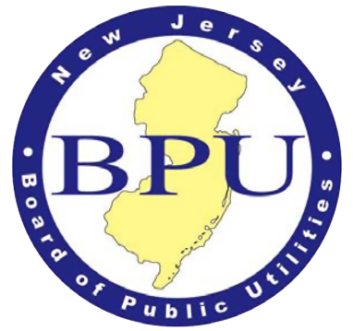 New Jersey
BPU
Board of Public Utilities